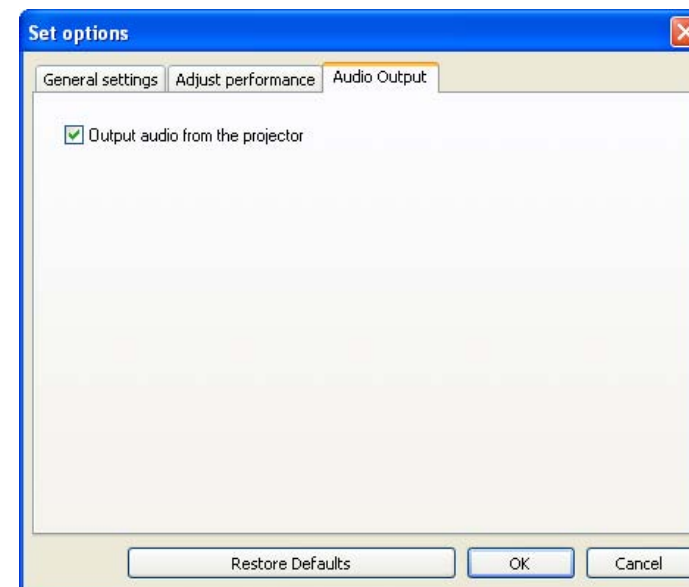 Set options
General settings Adjust performance Audio Output
Output audio from the projector
Restore Defaults OK Cancel